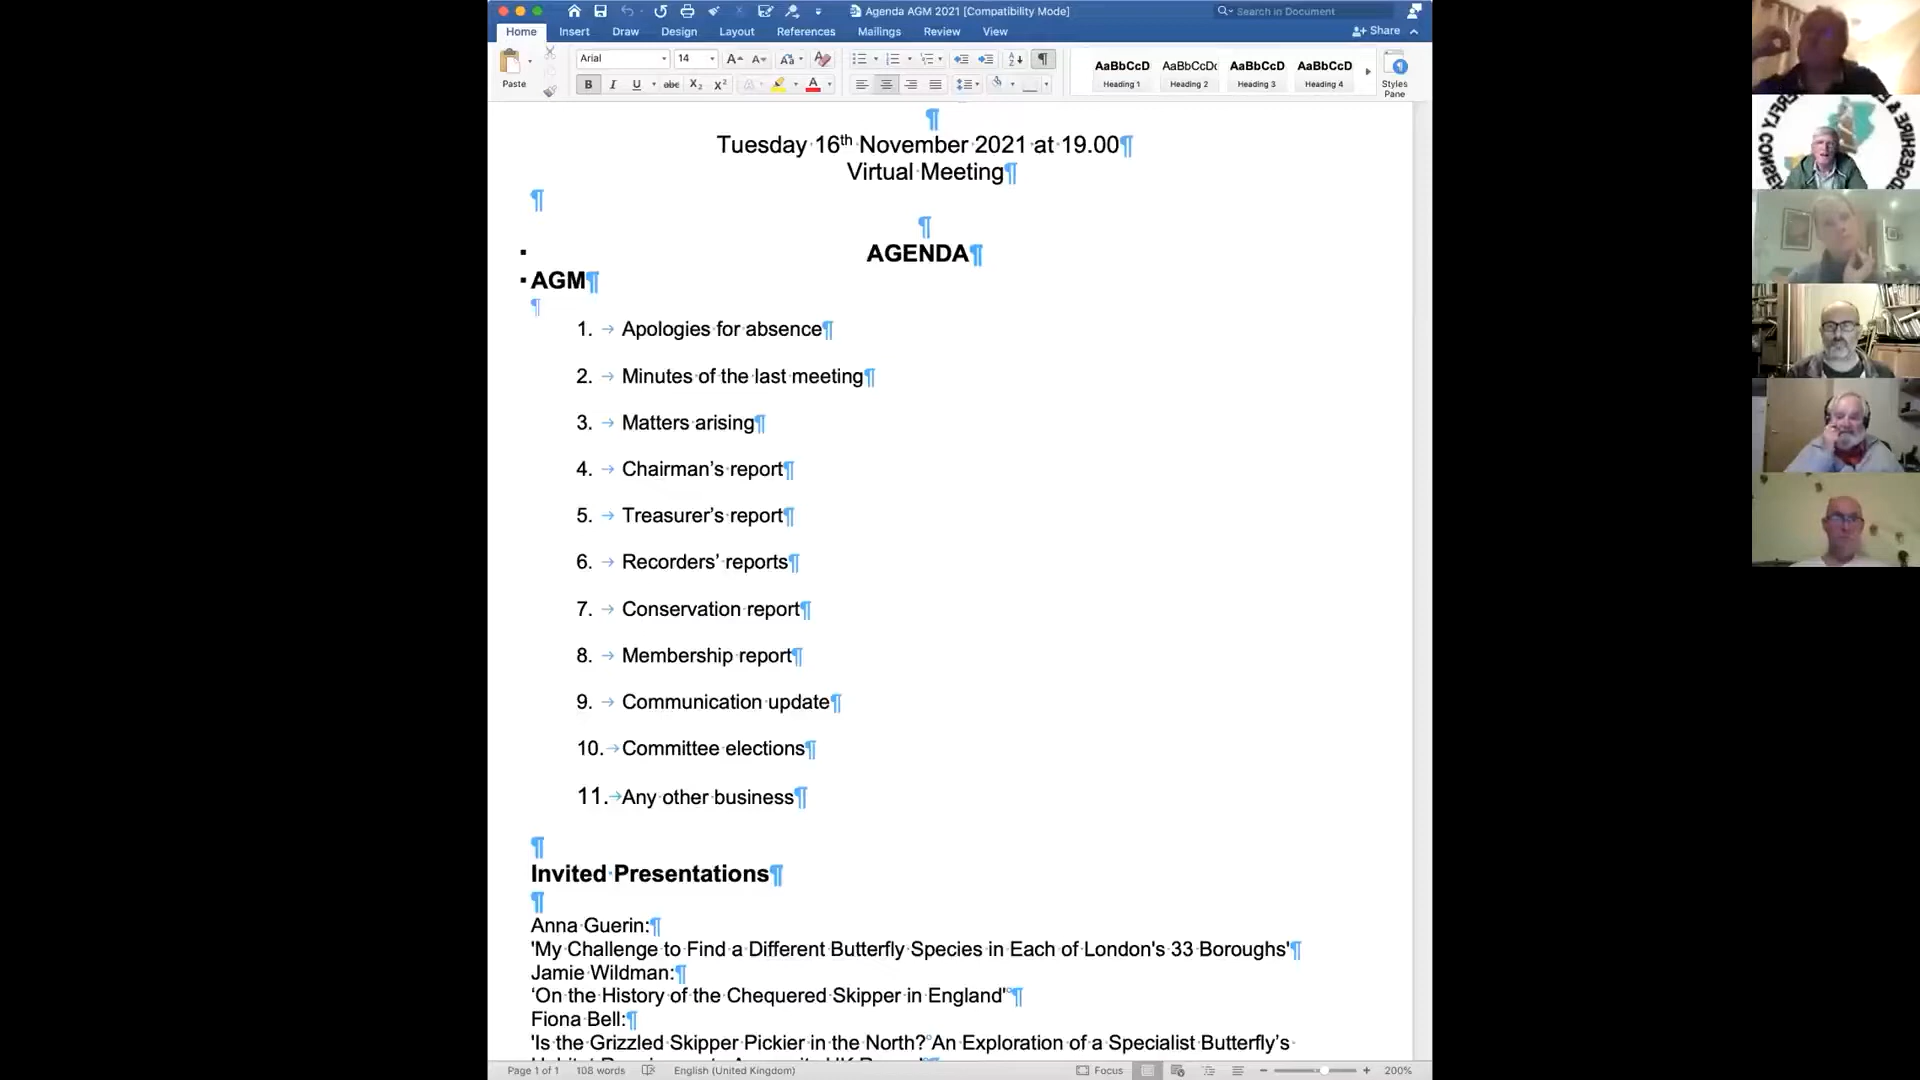 Agenda AGM 2021 [Compatibility Mode]
Search in Document
Home Insert Draw Design Layout References Mailings Review View
Share
Paste
Arial 14
AaBbCcD Heading 1
AaBbCcDc Heading 2
AaBbCcD Heading 3
AaBbCcD Heading 4
Styles Pane
Tuesday 16th November 2021 at 19.00
Virtual Meeting
AGENDA
AGM
1. Apologies for absence
2. Minutes of the last meeting
3. Matters arising
4. Chairman’s report
5. Treasurer’s report
6. Recorders’ reports
7. Conservation report
8. Membership report
9. Communication update
10. Committee elections
11. Any other business
Invited Presentations
Anna Guerin:
'My Challenge to Find a Different Butterfly Species in Each of London's 33 Boroughs'
Jamie Wildman:
‘On the History of the Chequered Skipper in England'
Fiona Bell:
'Is the Grizzled Skipper Pickier in the North? An Exploration of a Specialist Butterfly’s
Page 1 of 1 108 words English (United Kingdom) Focus 200%